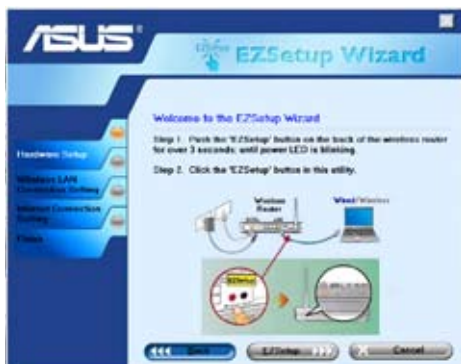 ASUS
EZSetup Wizard
Welcome to the EZSetup Wizard
Step 1. Push the 'EZSetup' button on the back of the wireless router
for over 3 seconds; until power LED is blinking.
Step 2. Click the 'EZSetup' button in this utility.
Hardware Setup
Wireless LAN
Connection Setting
Internet Connection
Setting
Finish
Wireless
Router
Wired/Wireless
EZSetup
Back
EZSetup
Cancel